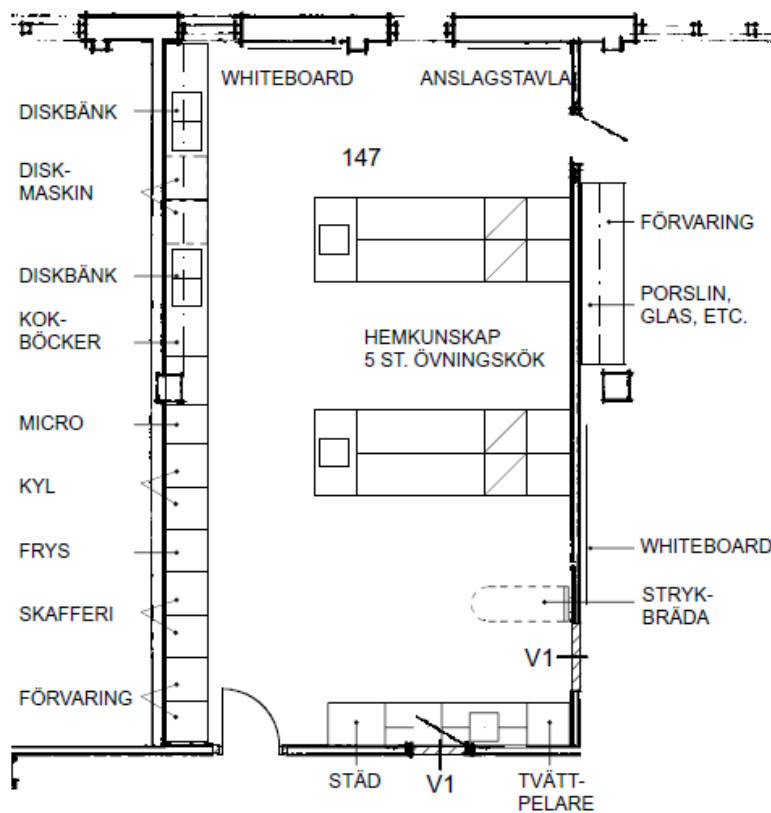 WHITEBOARD
ANSLAGSTAVLA
DISKBÄNK
147
DISK-
MASKIN
FÖRVARING
DISKBÄNK
PORSLIN,
GLAS, ETC.
KOK-
BÖCKER
HEMKUNSKAP
5 ST. ÖVNINGSKÖK
MICRO
KYL
FRYS
WHITEBOARD
SKAFFERI
STRYK-
BRÄDA
V1
FÖRVARING
STÄD
V1
TVÄTT-
PELARE